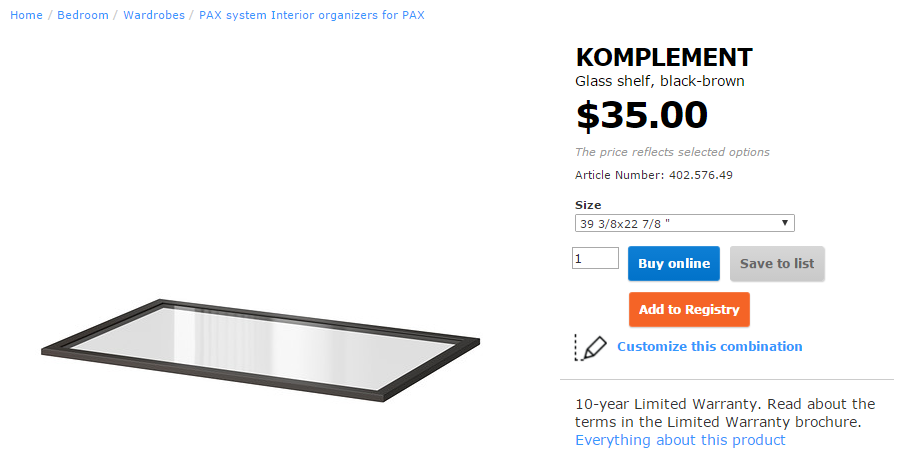 Home / Bedroom / Wardrobes / PAX system Interior organizers for PAX
KOMPLEMENT
Glass shelf, black-brown
$35.00
The price reflects selected options
Article Number: 402.576.49
Size
39 3/8x22 7/8 "
1
Buy online
Save to list
Add to Registry
Customize this combination
10-year Limited Warranty. Read about the
terms in the Limited Warranty brochure.
Everything about this product